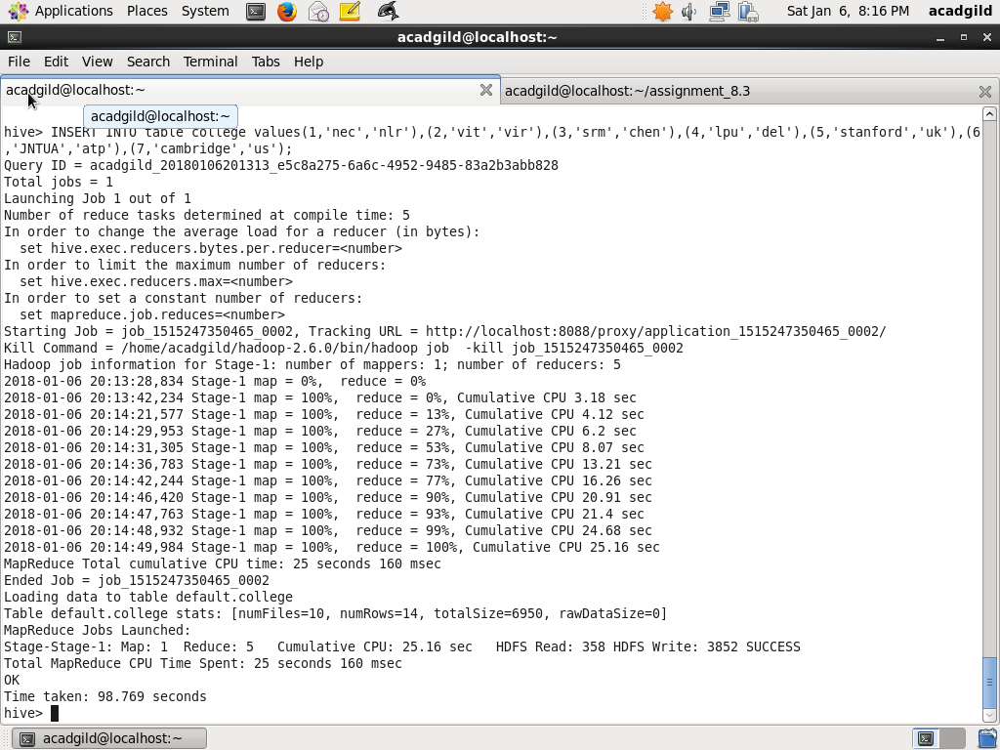 Applications Places System Sat Jan 6, 8:16 PM acadgild
acadgild@localhost:~
File Edit View Search Terminal Tabs Help
acadgild@localhost:~ acadgild@localhost:~/assignment_8.3
acadgild@localhost:~
hive> INSERT INTO table college values(1,'nec','nlr'),(2,'vit','vir'),(3,'srm','chen'),(4,'lpu','del'),(5,'stanford','uk'),(6
,'JNTUA','atp'),(7,'cambridge','us');
Query ID = acadgild_20180106201313_e5c8a275-6a6c-4952-9485-83a2b3abb828
Total jobs = 1
Launching Job 1 out of 1
Number of reduce tasks determined at compile time: 5
In order to change the average load for a reducer (in bytes):
  set hive.exec.reducers.bytes.per.reducer=<number>
In order to limit the maximum number of reducers:
  set hive.exec.reducers.max=<number>
In order to set a constant number of reducers:
  set mapreduce.job.reduces=<number>
Starting Job = job_1515247350465_0002, Tracking URL = http://localhost:8088/proxy/application_1515247350465_0002/
Kill Command = /home/acadgild/hadoop-2.6.0/bin/hadoop job  -kill job_1515247350465_0002
Hadoop job information for Stage-1: number of mappers: 1; number of reducers: 5
2018-01-06 20:13:28,834 Stage-1 map = 0%,  reduce = 0%
2018-01-06 20:13:42,234 Stage-1 map = 100%,  reduce = 0%, Cumulative CPU 3.18 sec
2018-01-06 20:14:21,577 Stage-1 map = 100%,  reduce = 13%, Cumulative CPU 4.12 sec
2018-01-06 20:14:29,953 Stage-1 map = 100%,  reduce = 27%, Cumulative CPU 6.2 sec
2018-01-06 20:14:31,305 Stage-1 map = 100%,  reduce = 53%, Cumulative CPU 8.07 sec
2018-01-06 20:14:36,783 Stage-1 map = 100%,  reduce = 73%, Cumulative CPU 13.21 sec
2018-01-06 20:14:42,244 Stage-1 map = 100%,  reduce = 77%, Cumulative CPU 16.26 sec
2018-01-06 20:14:46,420 Stage-1 map = 100%,  reduce = 90%, Cumulative CPU 20.91 sec
2018-01-06 20:14:47,763 Stage-1 map = 100%,  reduce = 93%, Cumulative CPU 21.4 sec
2018-01-06 20:14:48,932 Stage-1 map = 100%,  reduce = 99%, Cumulative CPU 24.68 sec
2018-01-06 20:14:49,984 Stage-1 map = 100%,  reduce = 100%, Cumulative CPU 25.16 sec
MapReduce Total cumulative CPU time: 25 seconds 160 msec
Ended Job = job_1515247350465_0002
Loading data to table default.college
Table default.college stats: [numFiles=10, numRows=14, totalSize=6950, rawDataSize=0]
MapReduce Jobs Launched:
Stage-Stage-1: Map: 1  Reduce: 5   Cumulative CPU: 25.16 sec   HDFS Read: 358 HDFS Write: 3852 SUCCESS
Total MapReduce CPU Time Spent: 25 seconds 160 msec
OK
Time taken: 98.769 seconds
hive>
acadgild@localhost:~